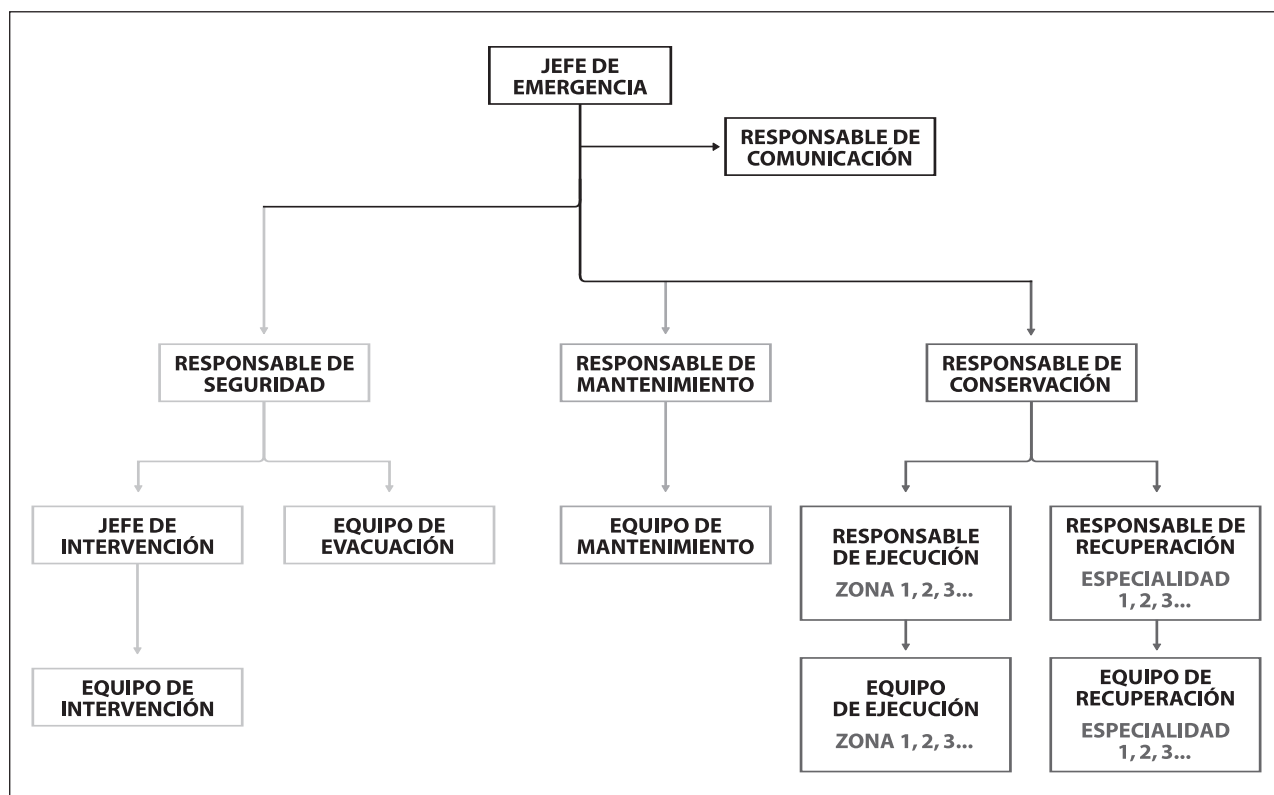 JEFE DE
EMERGENCIA
RESPONSABLE DE
COMUNICACIÓN
RESPONSABLE DE
SEGURIDAD
RESPONSABLE DE
MANTENIMIENTO
RESPONSABLE DE
CONSERVACIÓN
JEFE DE
INTERVENCIÓN
EQUIPO DE
EVACUACIÓN
EQUIPO DE
MANTENIMIENTO
RESPONSABLE
DE EJECUCIÓN
ZONA 1, 2, 3...
RESPONSABLE DE
RECUPERACIÓN
ESPECIALIDAD
1, 2, 3...
EQUIPO DE
INTERVENCIÓN
EQUIPO
DE EJECUCIÓN
ZONA 1, 2, 3...
EQUIPO DE
RECUPERACIÓN
ESPECIALIDAD
1, 2, 3...